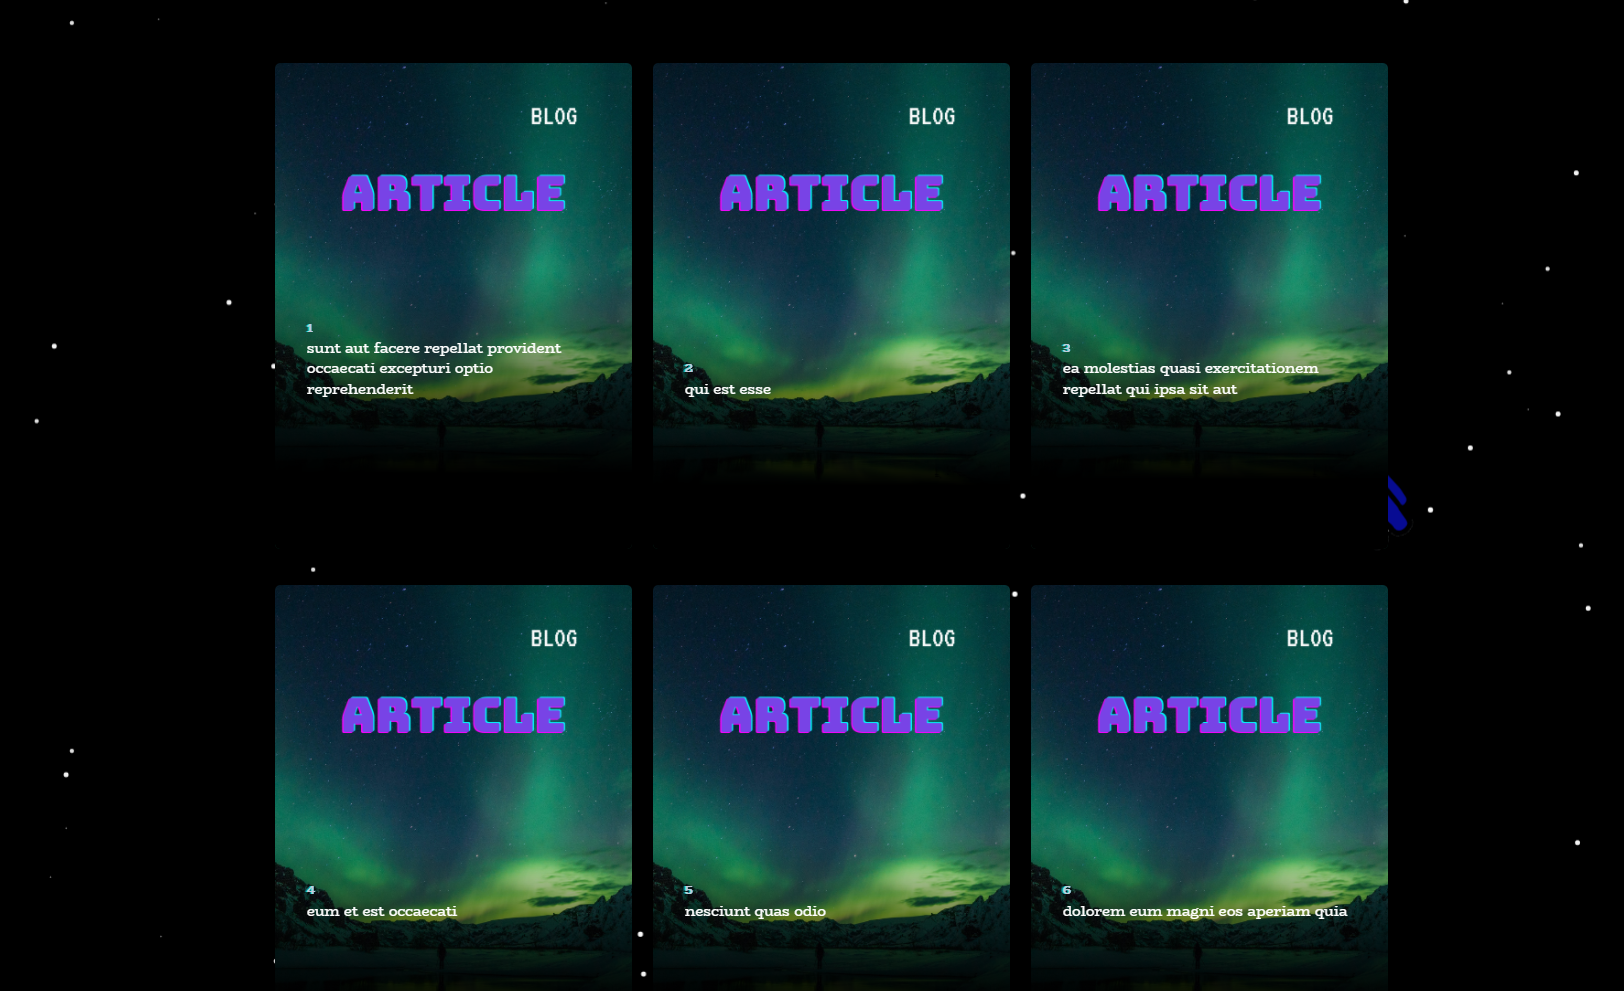 BLOG
ARTICLE
1
sunt aut facere repellat provident
occaecati excepturi optio
reprehenderit
BLOG
ARTICLE
2
qui est esse
BLOG
ARTICLE
3
ea molestias quasi exercitationem
repellat qui ipsa sit aut
BLOG
ARTICLE
4
eum et est occaecati
BLOG
ARTICLE
5
nesciunt quas odio
BLOG
ARTICLE
6
dolorem eum magni eos aperiam quia